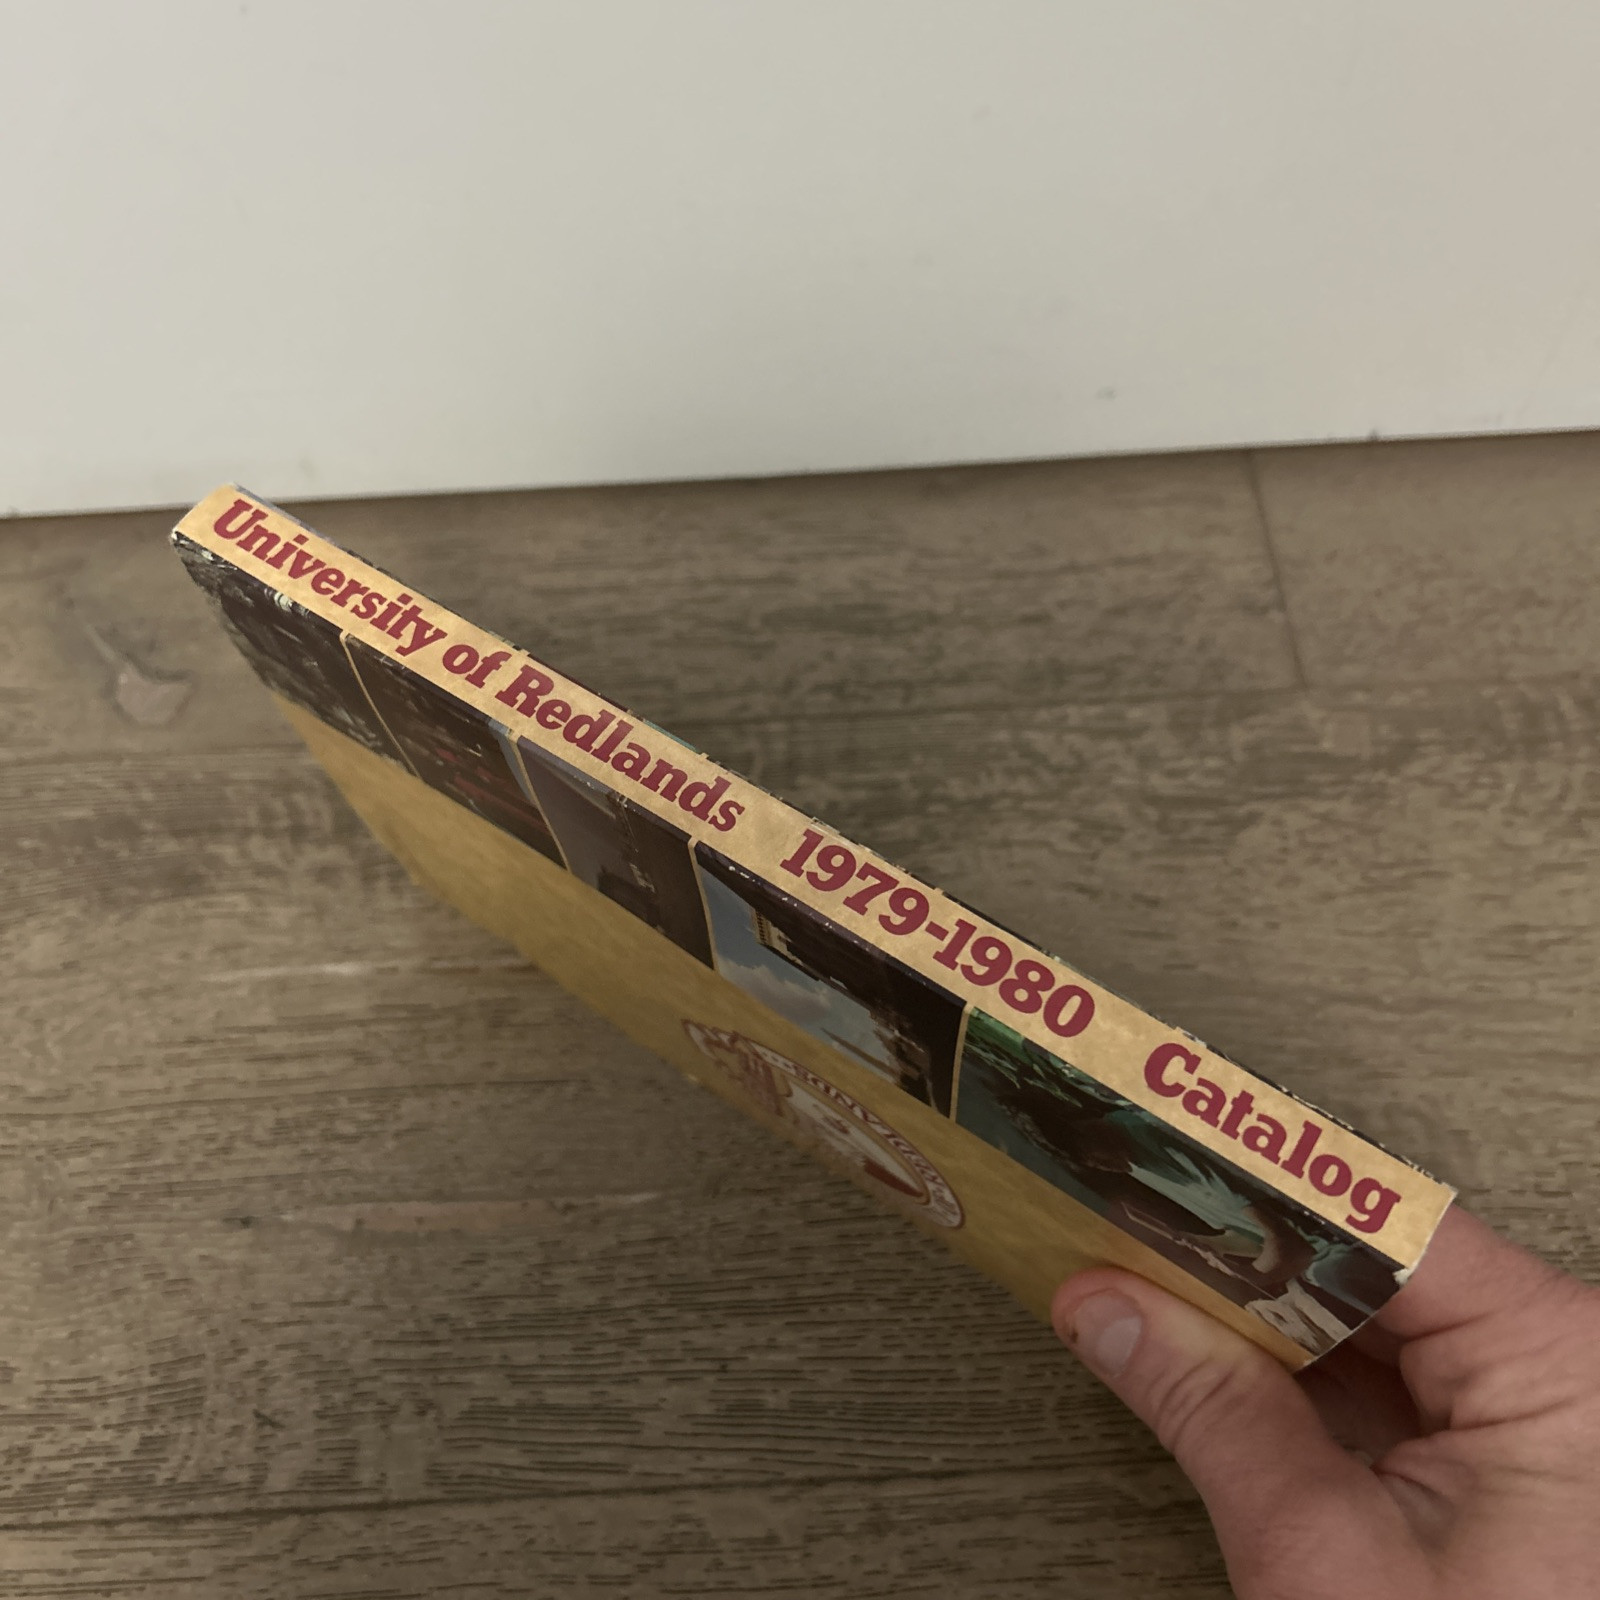 University of Redlands 1979-1980 Catalog